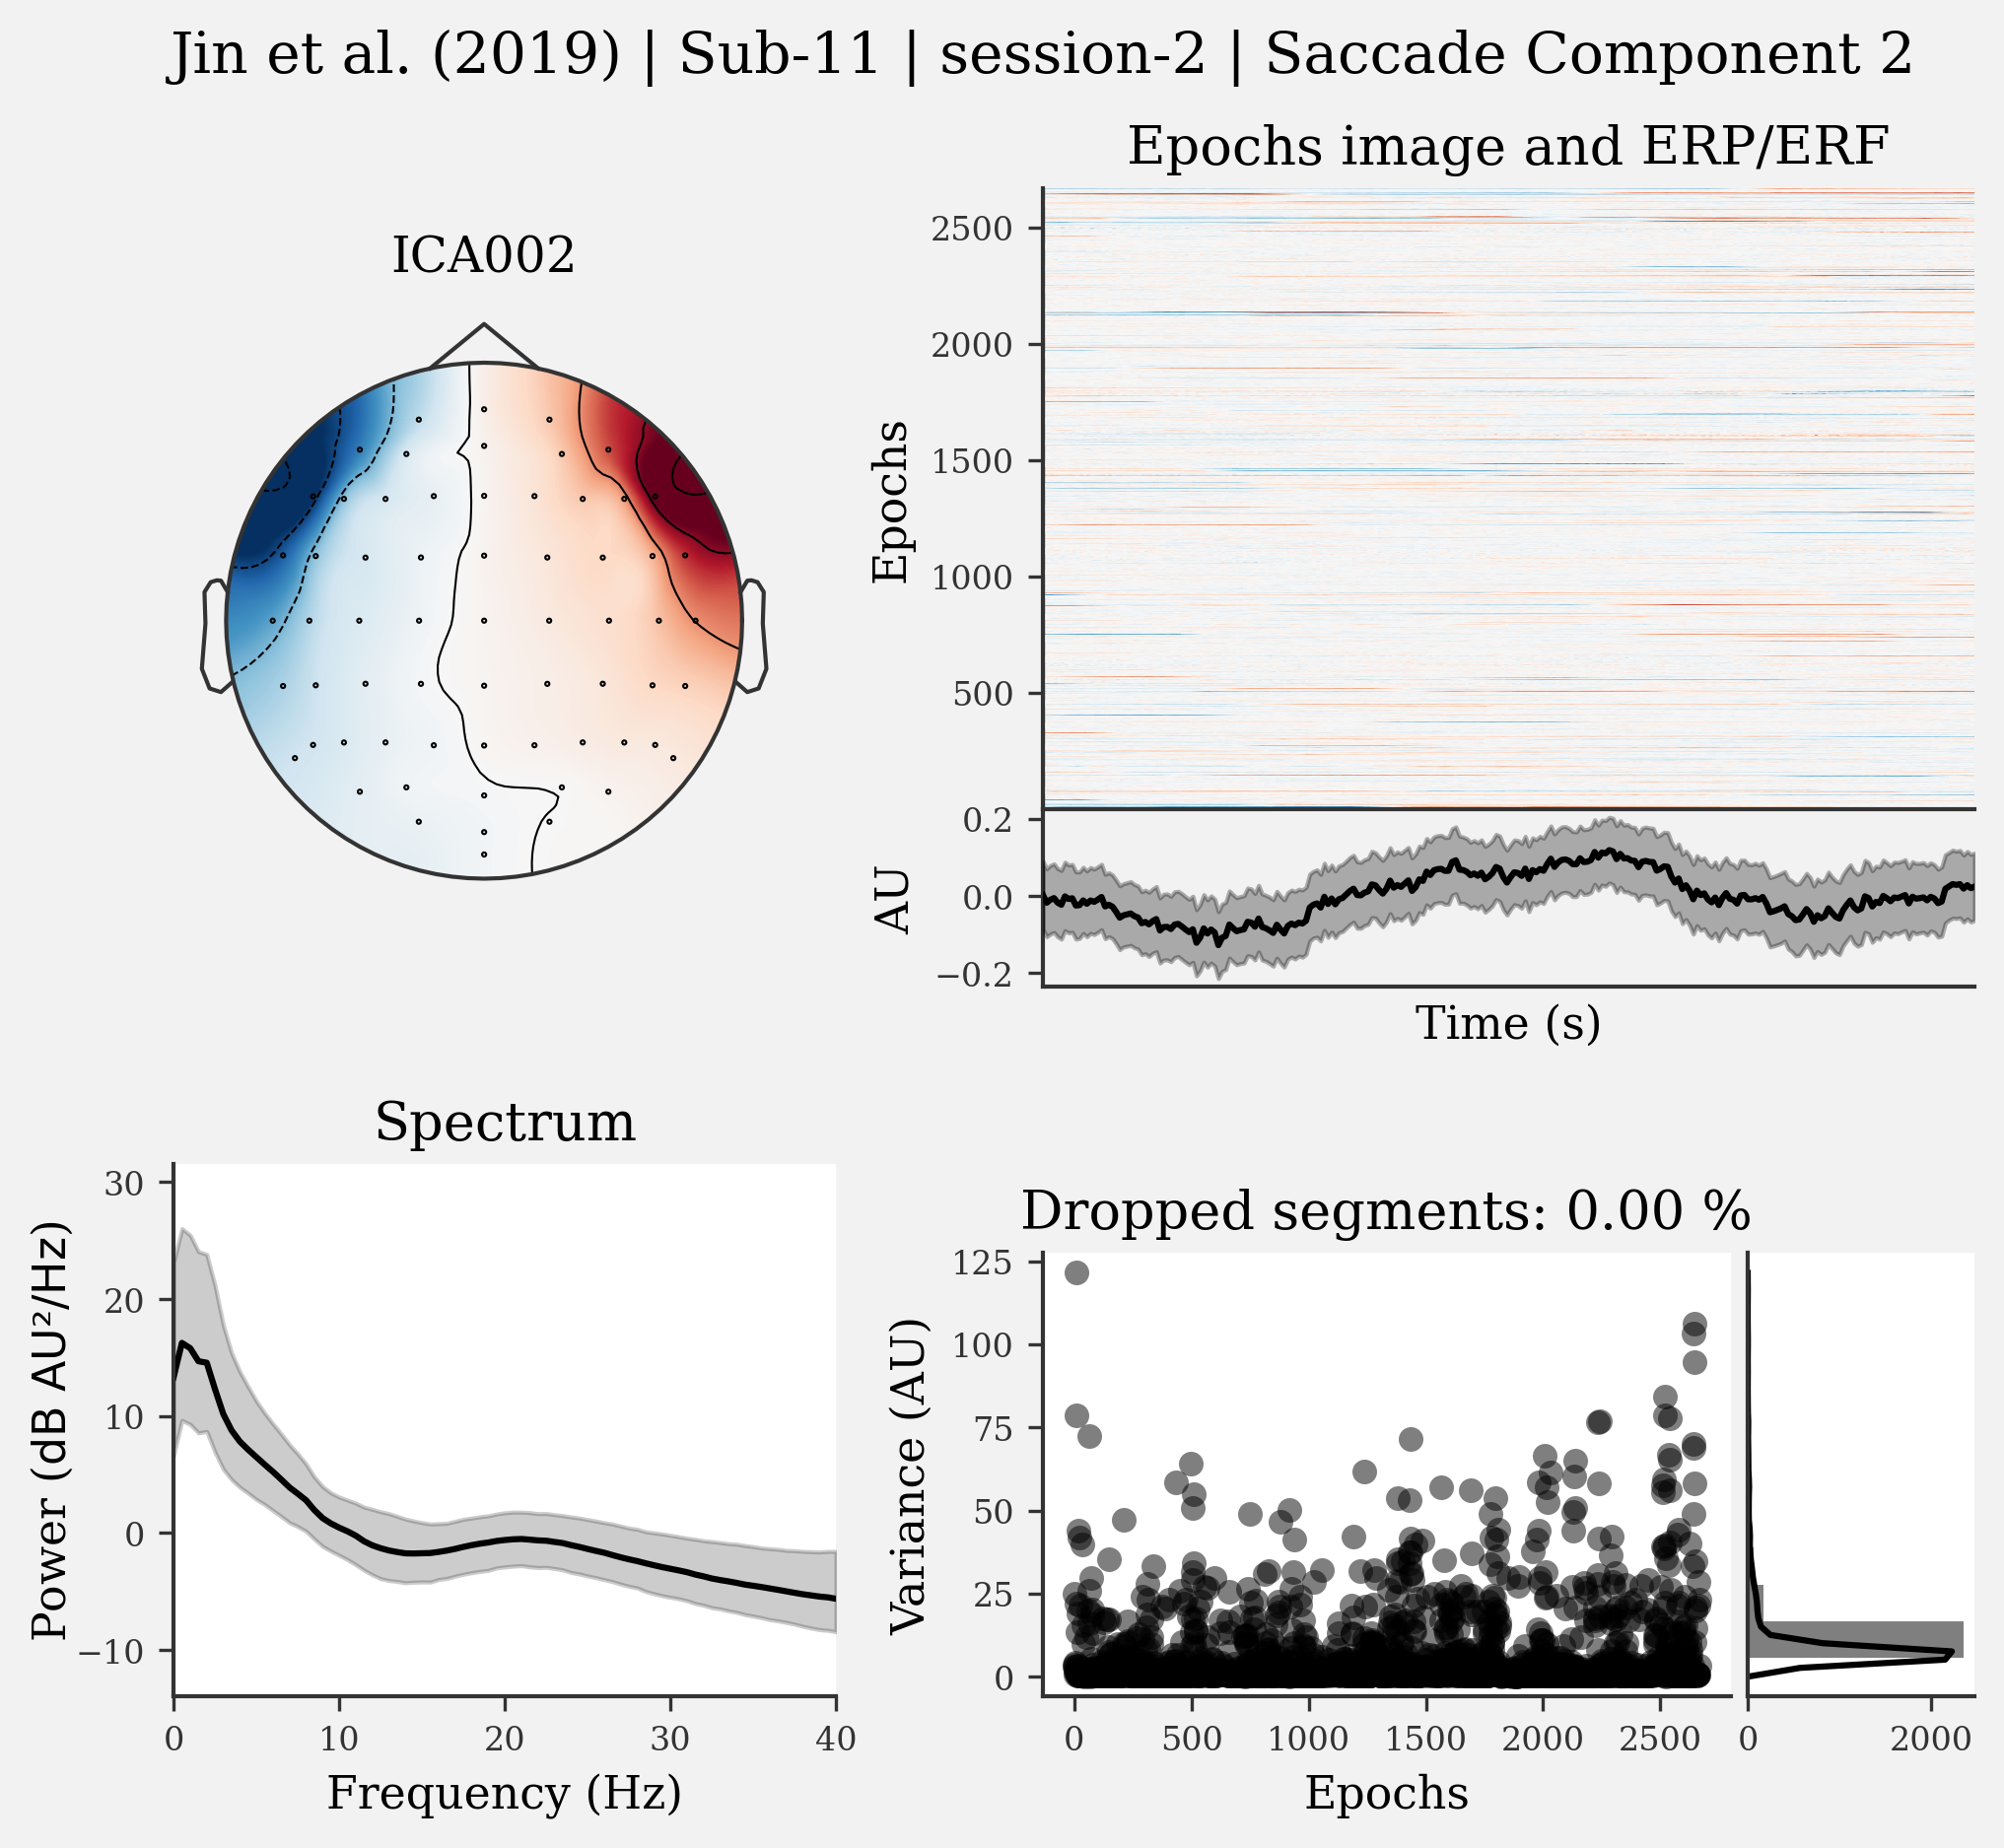 Jin et al. (2019) | Sub-11 | session-2 | Saccade Component 2
ICA002
Epochs image and ERP/ERF
Epochs
2500
2000
1500
1000
500
AU
0.2
0.0
−0.2
Time (s)
Spectrum
Power (dB AU²/Hz)
30
20
10
0
−10
0 10 20 30 40
Frequency (Hz)
Dropped segments: 0.00 %
Variance (AU)
125
100
75
50
25
0
0 500 1000 1500 2000 2500
0 2000
Epochs